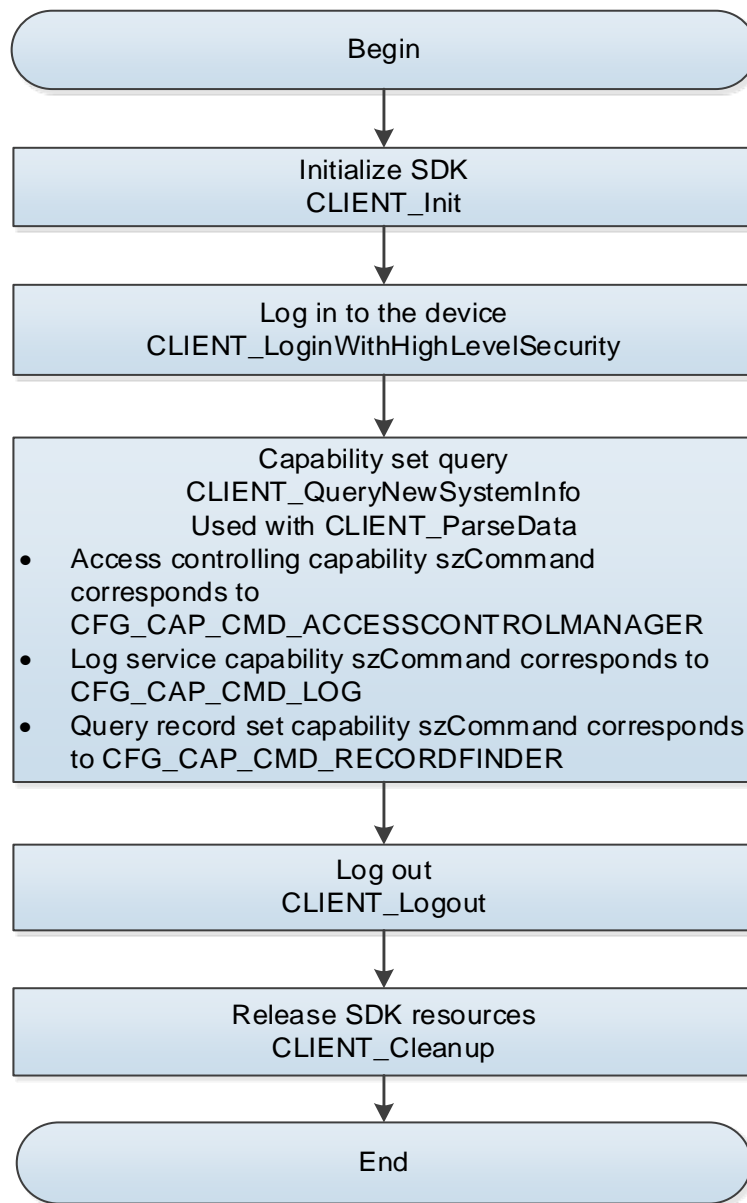 Begin
Initialize SDK
CLIENT_Init
Log in to the device
CLIENT_LoginWithHighLevelSecurity
Capability set query
CLIENT_QueryNewSystemInfo
Used with CLIENT_ParseData
• Access controlling capability szCommand
corresponds to
CFG_CAP_CMD_ACCESSCONTROLMANAGER
• Log service capability szCommand corresponds to
CFG_CAP_CMD_LOG
• Query record set capability szCommand corresponds
to CFG_CAP_CMD_RECORDFINDER
Log out
CLIENT_Logout
Release SDK resources
CLIENT_Cleanup
End